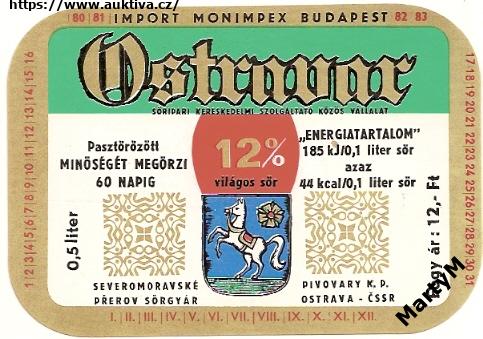 https://www.auktiva.cz/
80 | 81 | IMPORT MONIMPEX BUDAPEST 82 83
Ostravar
SÖRIPARI KERESKEDELMI SZOLGÁLTATÓ KÖZÖS VÁLLALAT
Pasztörözött
MINŐSÉGÉT MEGŐRZI
60 NAPIG
12%
világos sör
"ENERGIATARTALOM"
185 kJ/0,1 liter sör
azaz
44 kcal/0,1 liter sör
0,5 liter
Fogy ár: 12,- Ft
SEVEROMORAVSKÉ
PŘEROV SÖRGYÁR
PIVOVARY K.P.
OSTRAVA - ČSSR
I.|II.|III.|IV.|V.|VI.|VII.|VIII.|IX.|X.|XI.|XII.
1|2|3|4|5|6|7|8|9|10|11|12|13|14|15|16
17 18 19 20 21 22 23 24 25 26 27 28 29 30 31
MartyM